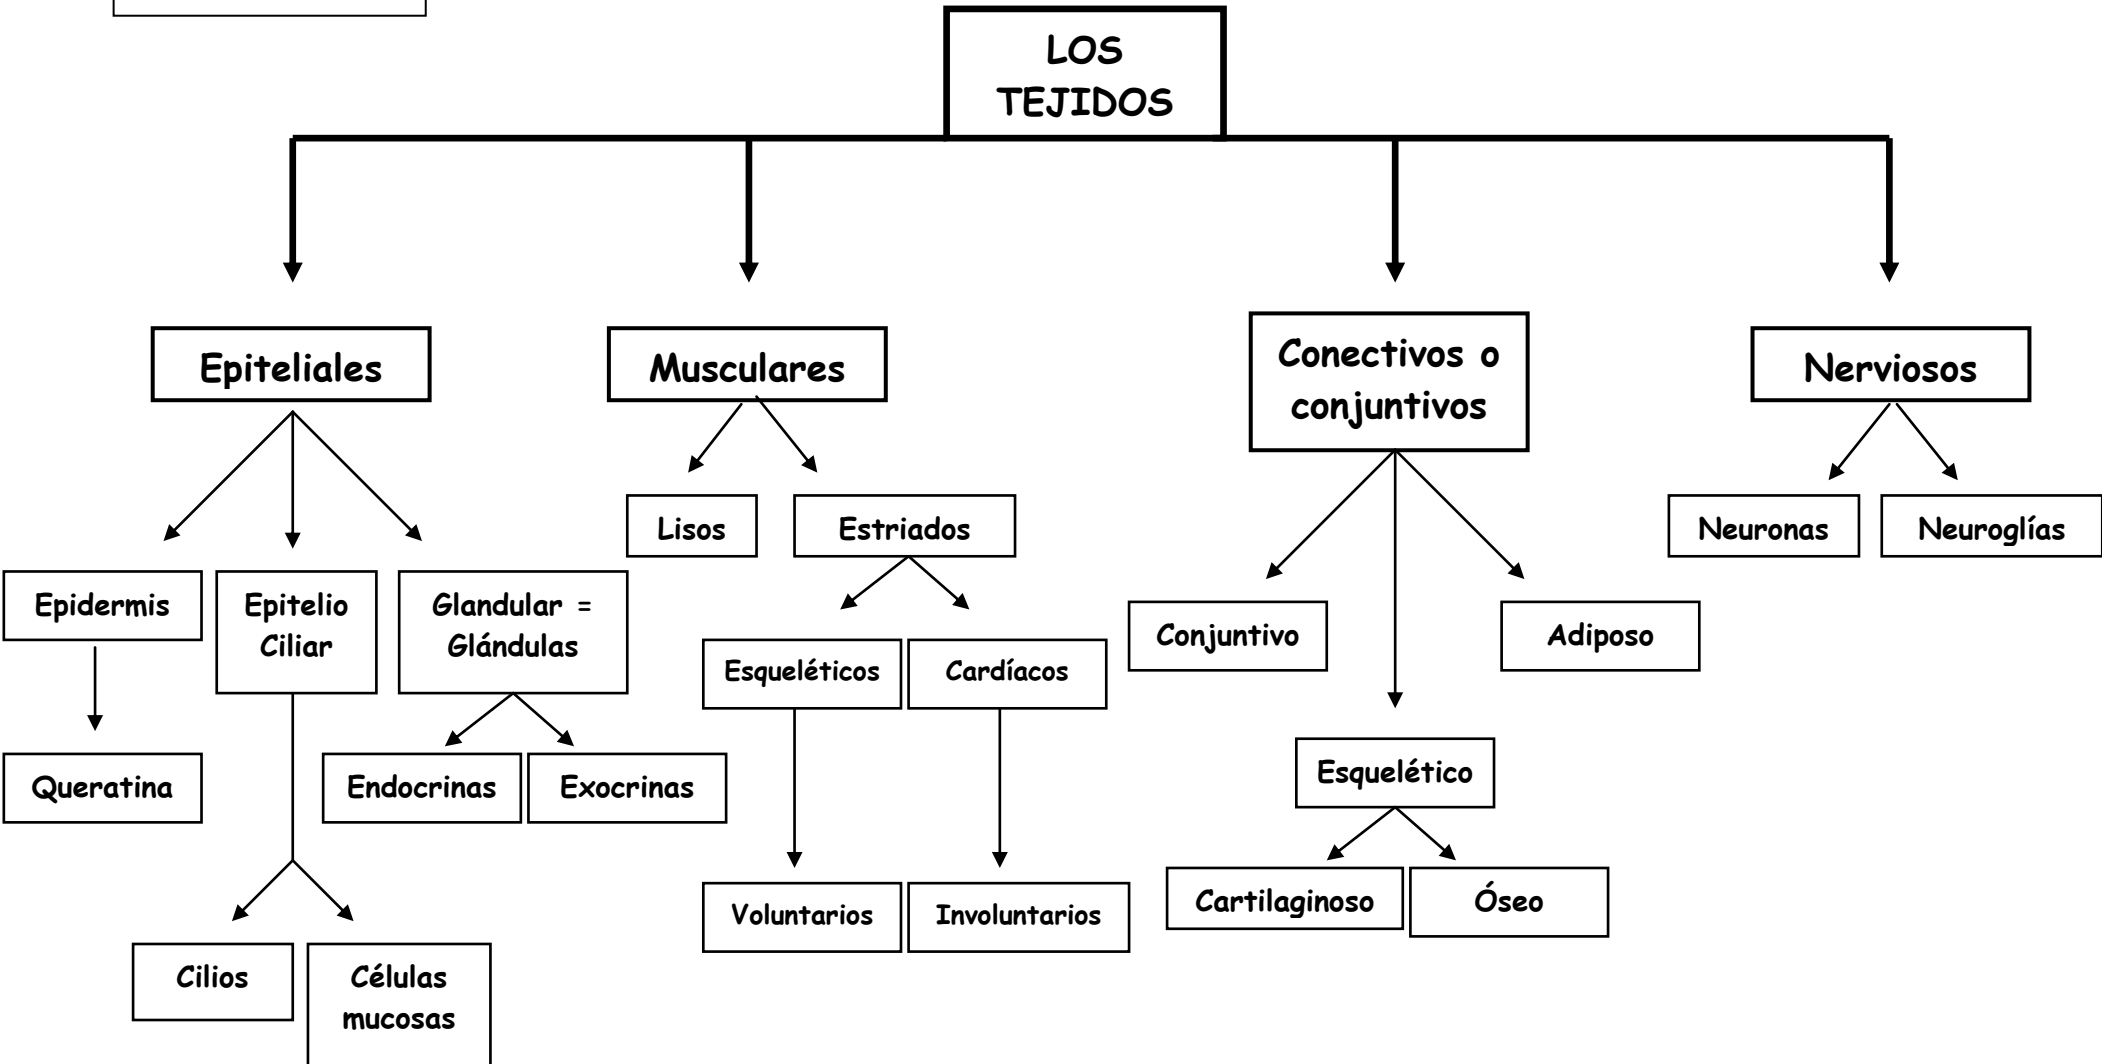 LOS
TEJIDOS
Epiteliales
Musculares
Conectivos o
conjuntivos
Nerviosos
Lisos
Estriados
Neuronas
Neuroglías
Epidermis
Epitelio
Ciliar
Glandular =
Glándulas
Conjuntivo
Adiposo
Esqueléticos
Cardíacos
Queratina
Endocrinas
Exocrinas
Esquelético
Voluntarios
Involuntarios
Cartilaginoso
Óseo
Cilios
Células
mucosas